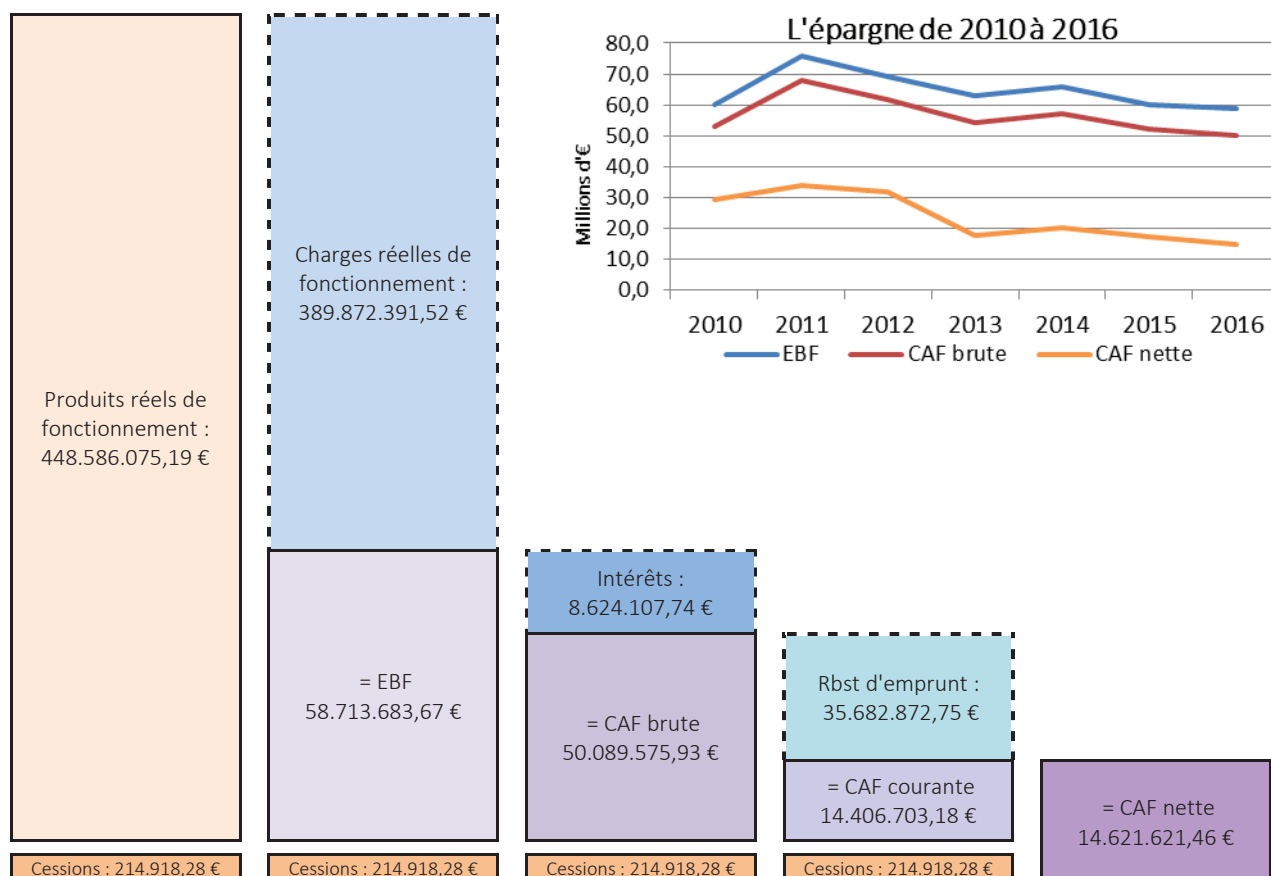 L'épargne de 2010 à 2016
80,0
70,0
60,0
50,0
40,0
30,0
20,0
10,0
0,0
Millions d'€
2010 2011 2012 2013 2014 2015 2016
EBF CAF brute CAF nette
Produits réels de
fonctionnement :
448.586.075,19 €
Charges réelles de
fonctionnement :
389.872.391,52 €
= EBF
58.713.683,67 €
Intérêts :
8.624.107,74 €
= CAF brute
50.089.575,93 €
Rbst d'emprunt :
35.682.872,75 €
= CAF courante
14.406.703,18 €
= CAF nette
14.621.621,46 €
Cessions : 214.918,28 €
Cessions : 214.918,28 €
Cessions : 214.918,28 €
Cessions : 214.918,28 €